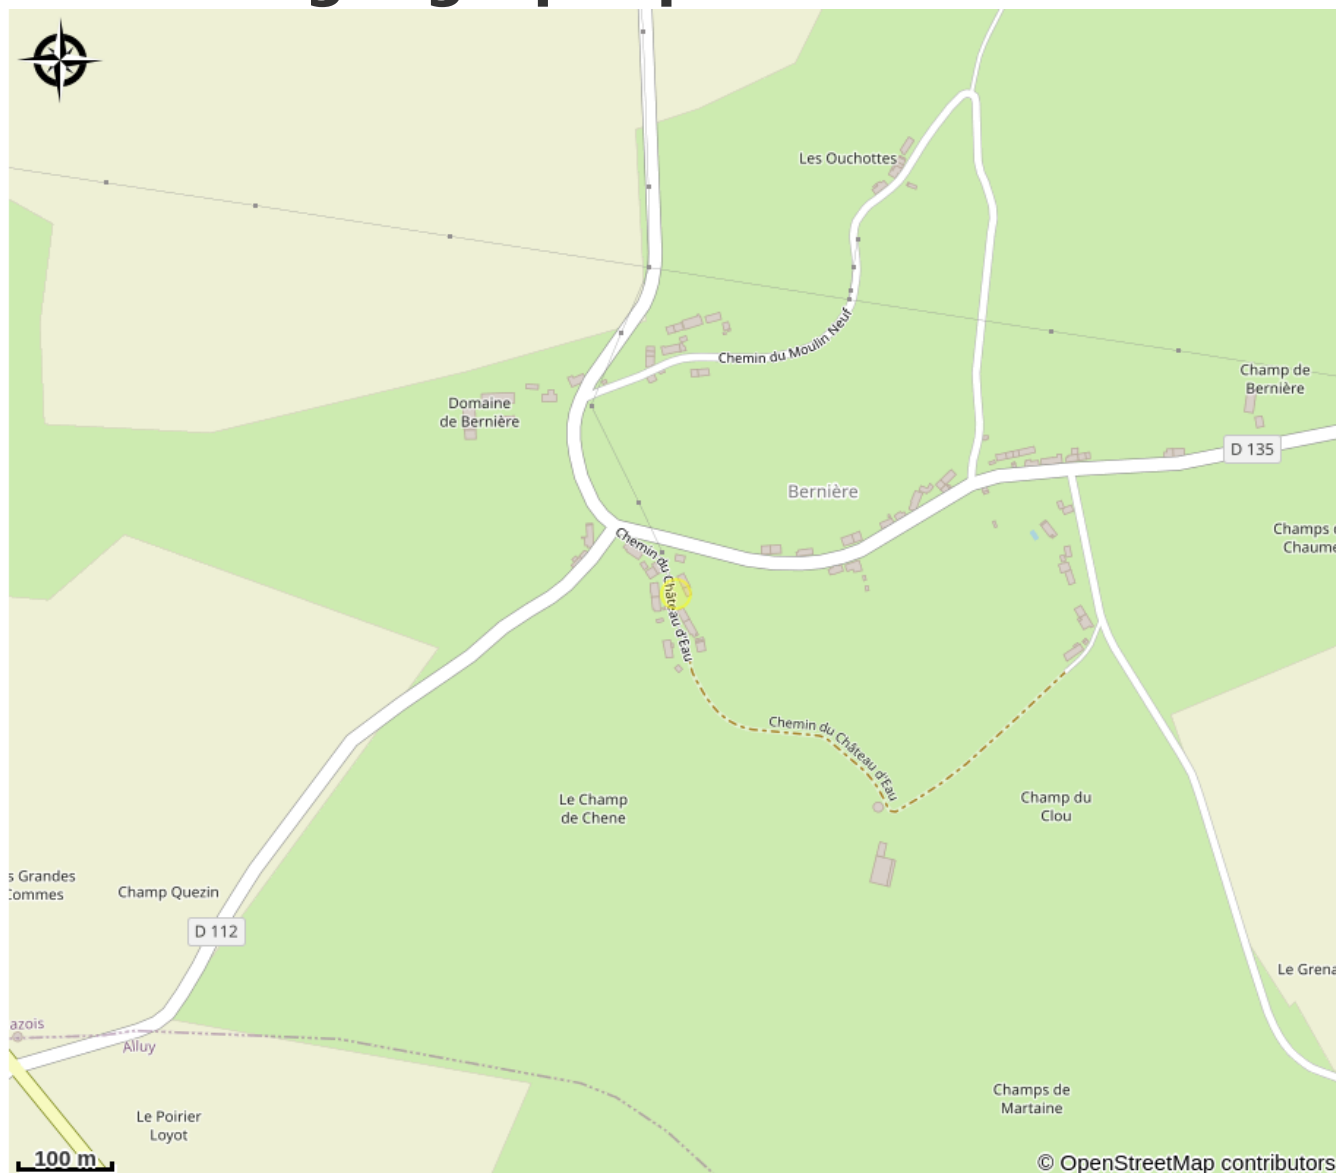 Les Ouchottes
Chemin du Moulin Neuf
Champ de
Bernière
Domaine
de Bernière
D 135
Bernière
Champs
Chaume
Chemin du Château d'Eau
Chemin du Château d'Eau
Le Champ
de Chene
Champ du
Clou
s Grandes
Commes
Champ Quezin
D 112
Le Grena
azois
Alluy
Champs de
Martaine
Le Poirier
Loyot
100 m
© OpenStreetMap contributors